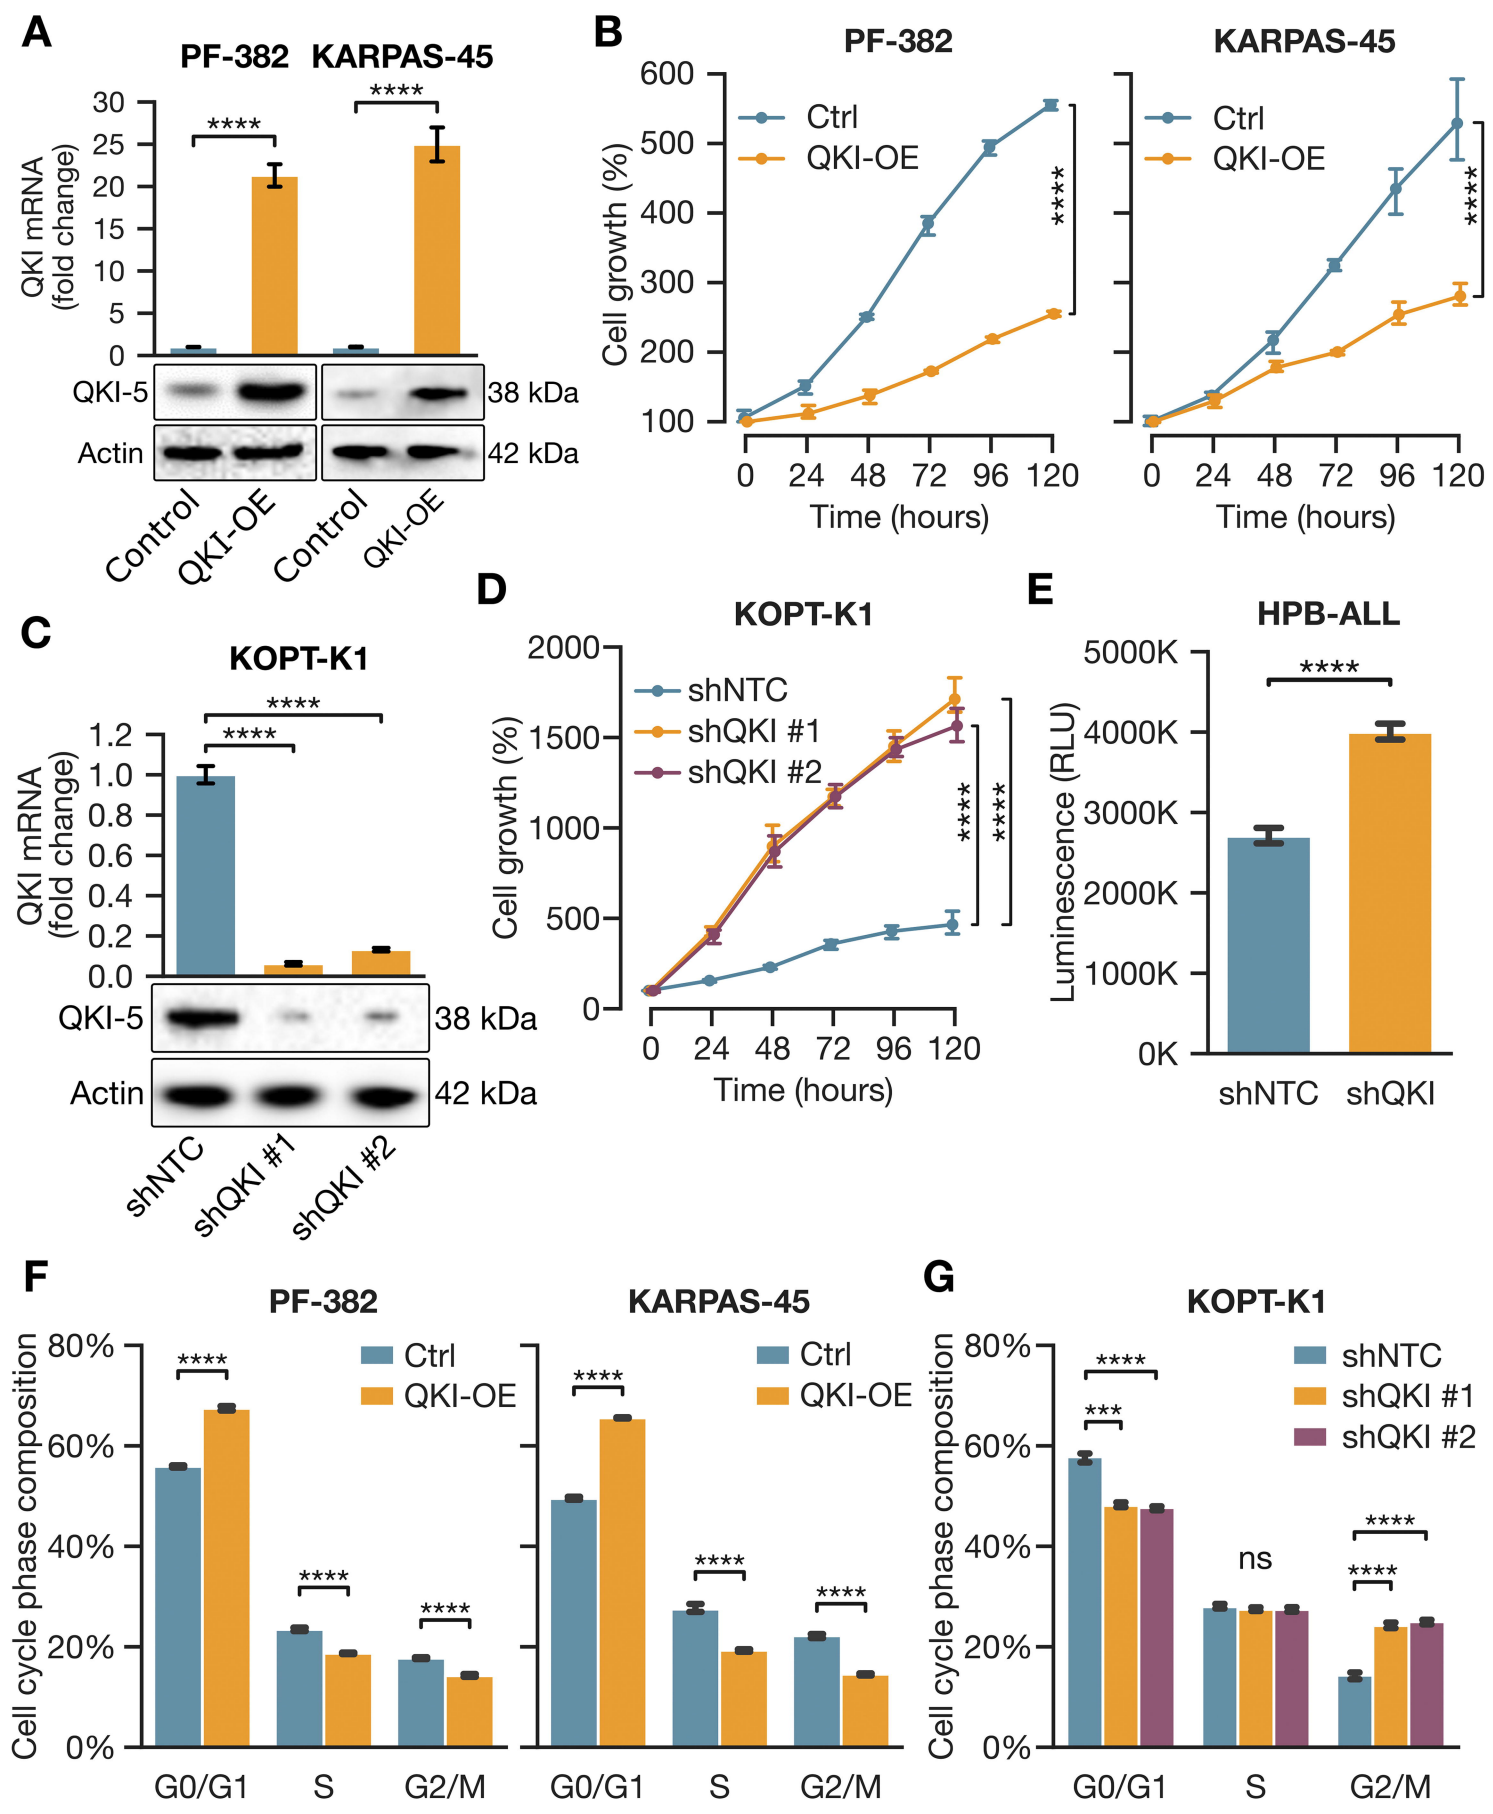 A
PF-382 KARPAS-45
QKI mRNA
(fold change)
30
25
20
15
10
5
0
****
****
QKI-5
38 kDa
Actin
42 kDa
Control
QKI-OE
Control
QKI-OE
B
PF-382
Cell growth (%)
600
500
400
300
200
100
Ctrl
QKI-OE
****
0 24 48 72 96 120
Time (hours)
KARPAS-45
Ctrl
QKI-OE
****
0 24 48 72 96 120
Time (hours)
C
KOPT-K1
QKI mRNA
(fold change)
1.2
1.0
0.8
0.6
0.4
0.2
0.0
****
****
QKI-5
38 kDa
Actin
42 kDa
shNTC
shQKI #1
shQKI #2
D
KOPT-K1
Cell growth (%)
2000
1500
1000
500
0
shNTC
shQKI #1
shQKI #2
****
****
0 24 48 72 96 120
Time (hours)
E
HPB-ALL
Luminescence (RLU)
5000K
4000K
3000K
2000K
1000K
0K
****
shNTC shQKI
F
PF-382
Cell cycle phase composition
80%
60%
40%
20%
0%
Ctrl
QKI-OE
****
****
****
G0/G1 S G2/M
KARPAS-45
Ctrl
QKI-OE
****
****
****
G0/G1 S G2/M
G
KOPT-K1
Cell cycle phase composition
80%
60%
40%
20%
0%
shNTC
shQKI #1
shQKI #2
****
***
ns
****
****
G0/G1 S G2/M